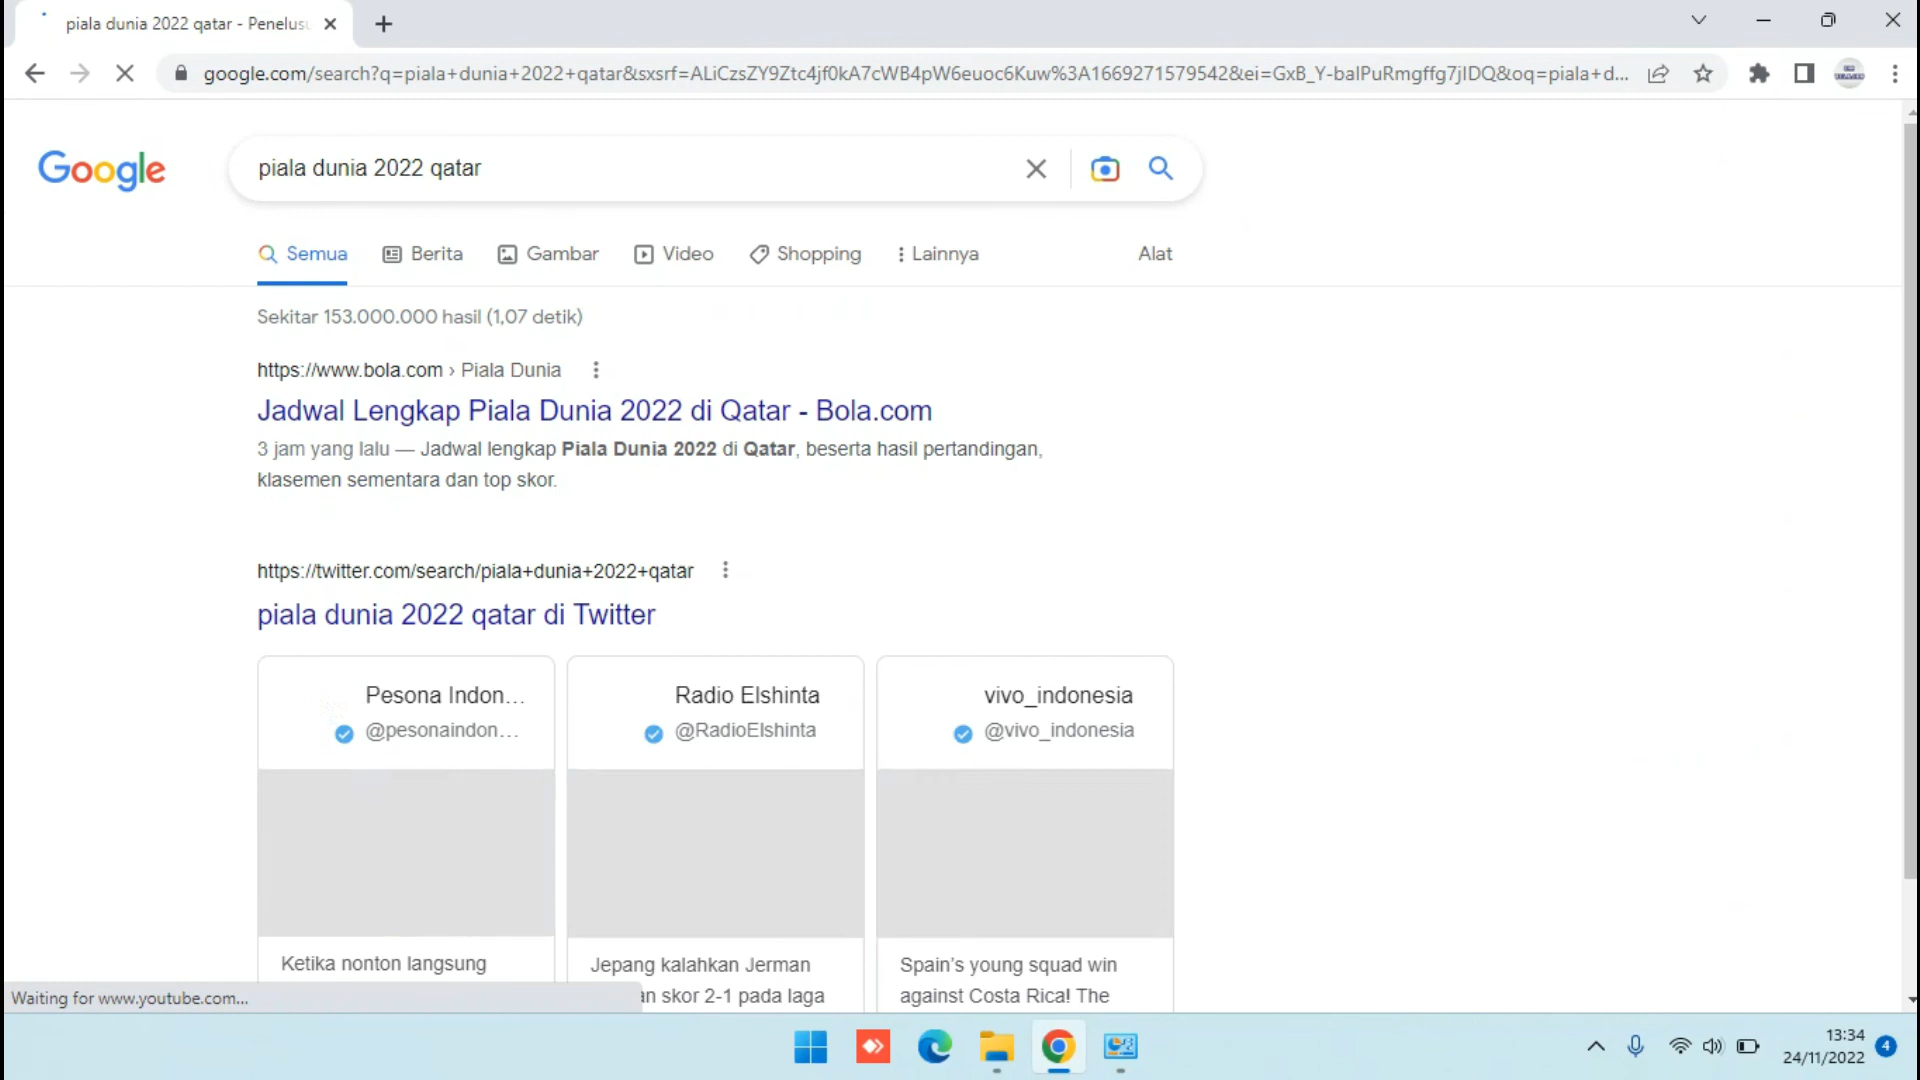 piala dunia 2022 qatar - Penelus
google.com/search?q=piala+dunia+2022+qatar&sxsrf=ALiCzsZY9Ztc4jf0kA7cWB4pW6euoc6Kuw%3A1669271579542&ei=GxB_Y-balPuRmgffg7jIDQ&oq=piala+d...
Google
piala dunia 2022 qatar
Semua
Berita
Gambar
Video
Shopping
Lainnya
Alat
Sekitar 153.000.000 hasil (1,07 detik)
https://www.bola.com › Piala Dunia
Jadwal Lengkap Piala Dunia 2022 di Qatar - Bola.com
3 jam yang lalu — Jadwal lengkap Piala Dunia 2022 di Qatar, beserta hasil pertandingan,
klasemen sementara dan top skor.
https://twitter.com/search/piala+dunia+2022+qatar
piala dunia 2022 qatar di Twitter
Pesona Indon...
@pesonaindon...
Radio Elshinta
@RadioElshinta
vivo_indonesia
@vivo_indonesia
Ketika nonton langsung
Jepang kalahkan Jerman
an skor 2-1 pada laga
Spain's young squad win
against Costa Rica! The
Waiting for www.youtube.com...
13:34
24/11/2022
4